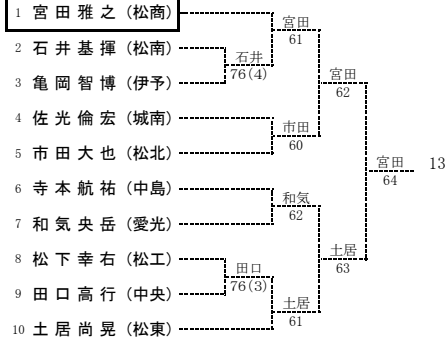 1 宮田雅之（松商）
2 石井基揮（松南）
3 亀岡智博（伊予）
4 佐光倫宏（城南）
5 市田大也（松北）
6 寺本航祐（中島）
7 和気央岳（愛光）
8 松下幸右（松工）
9 田口高行（中央）
10 土居尚晃（松東）
石井
76(4)
田口
76(3)
宮田
61
市田
60
和気
62
土居
61
宮田
62
土居
63
宮田
64
13